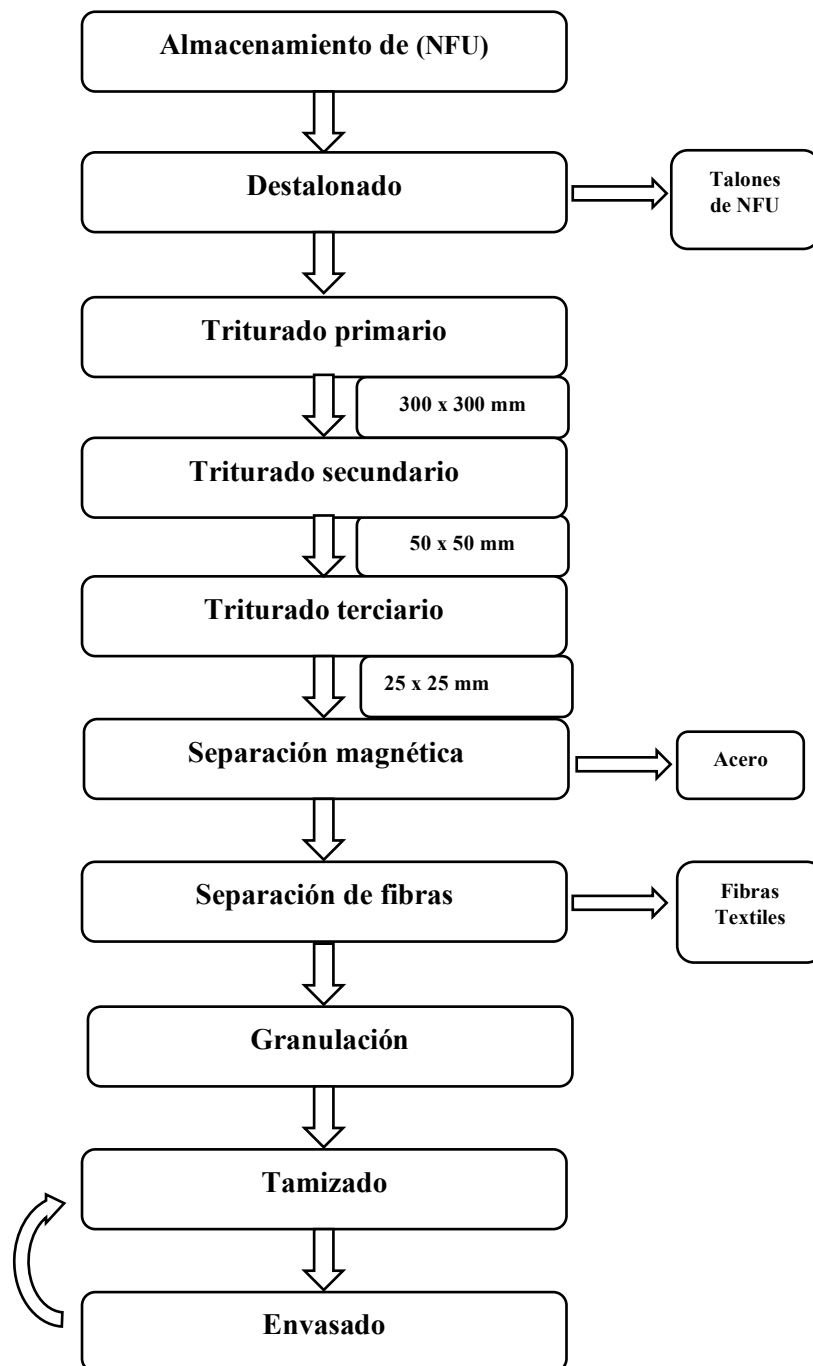 Almacenamiento de (NFU)
Destalonado
Talones
de NFU
Triturado primario
300 x 300 mm
Triturado secundario
50 x 50 mm
Triturado terciario
25 x 25 mm
Separación magnética
Acero
Separación de fibras
Fibras
Textiles
Granulación
Tamizado
Envasado